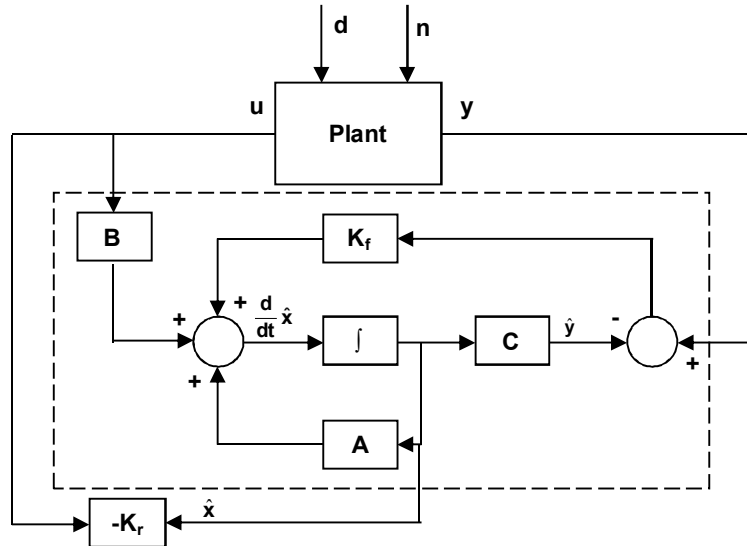 d n
u y
Plant
B
K_f
+ d/dt x̂
+
+
∫
C
ŷ
-
+
A
-K_r
x̂